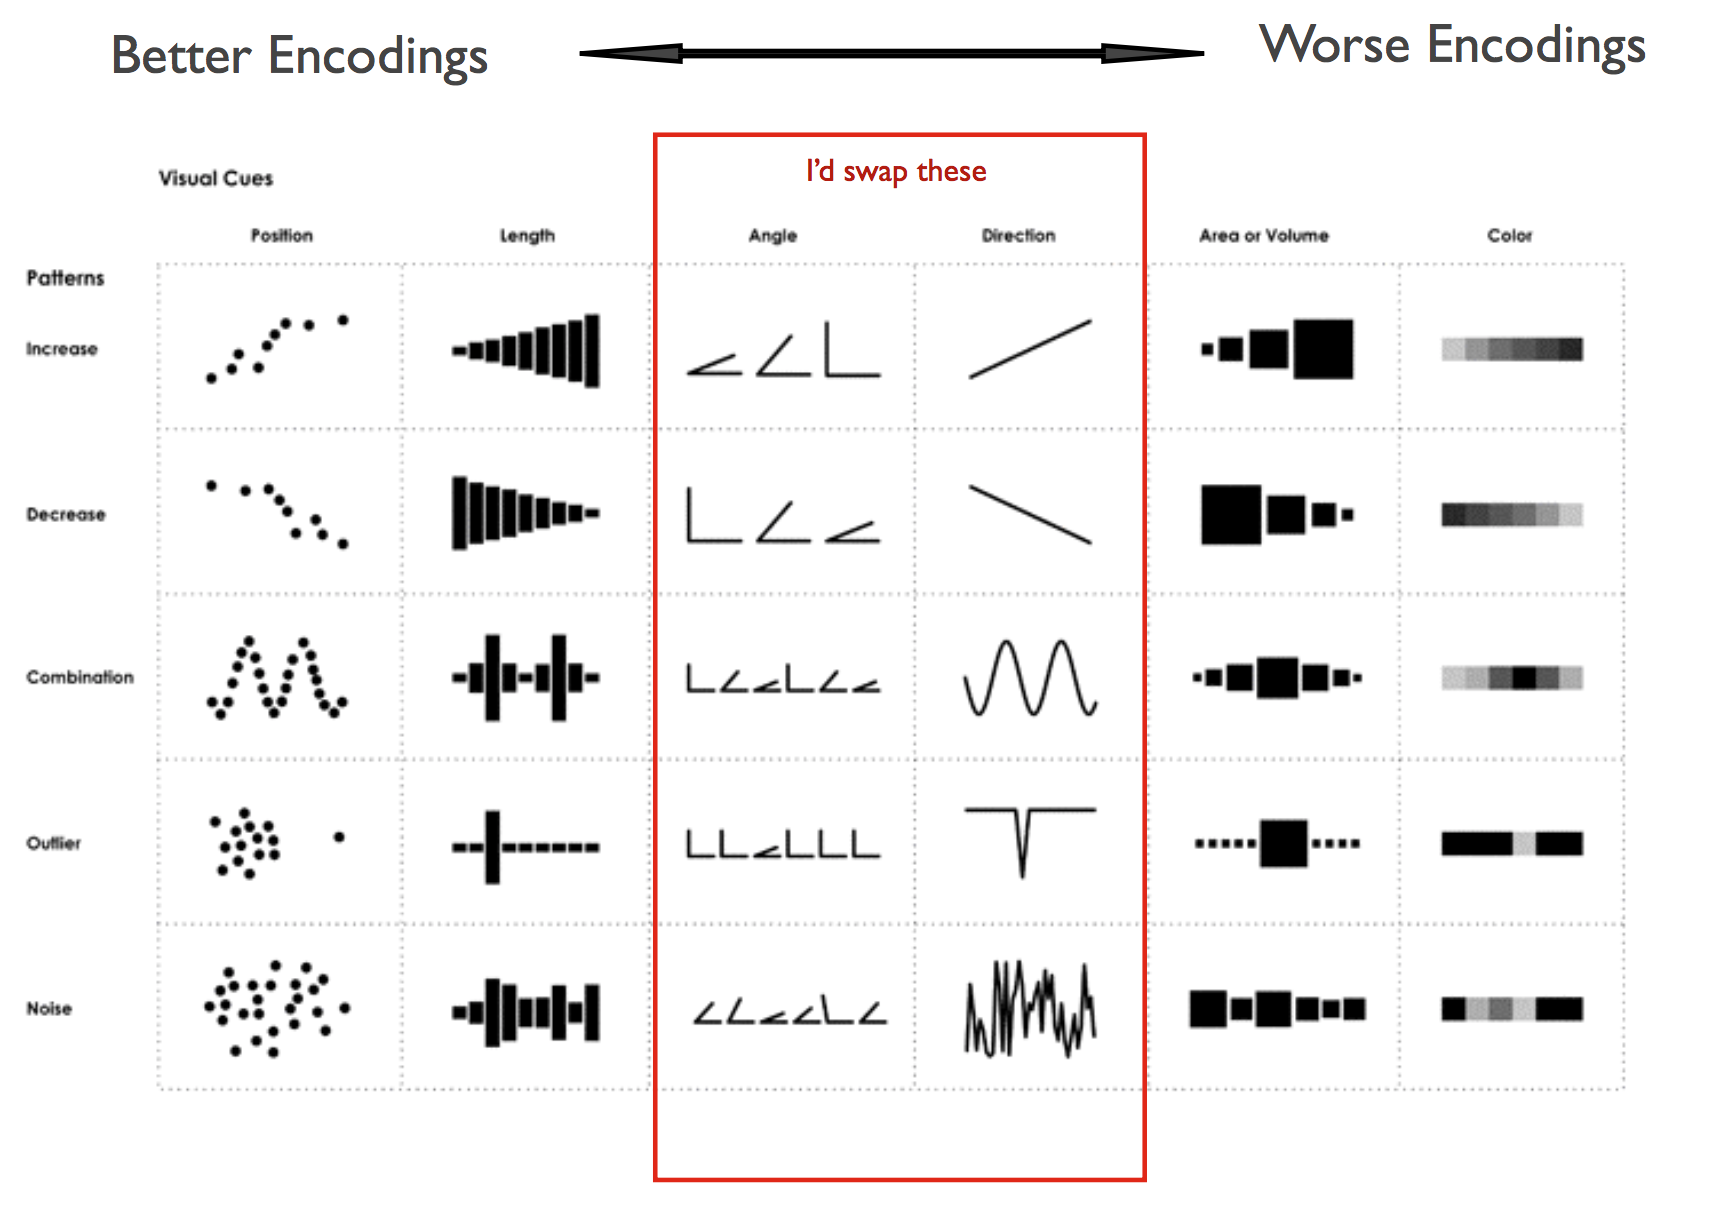 Better Encodings
Worse Encodings
I'd swap these
Visual Cues
Position Length Angle Direction Area or Volume Color
Patterns
Increase
Decrease
Combination
Outlier
Noise